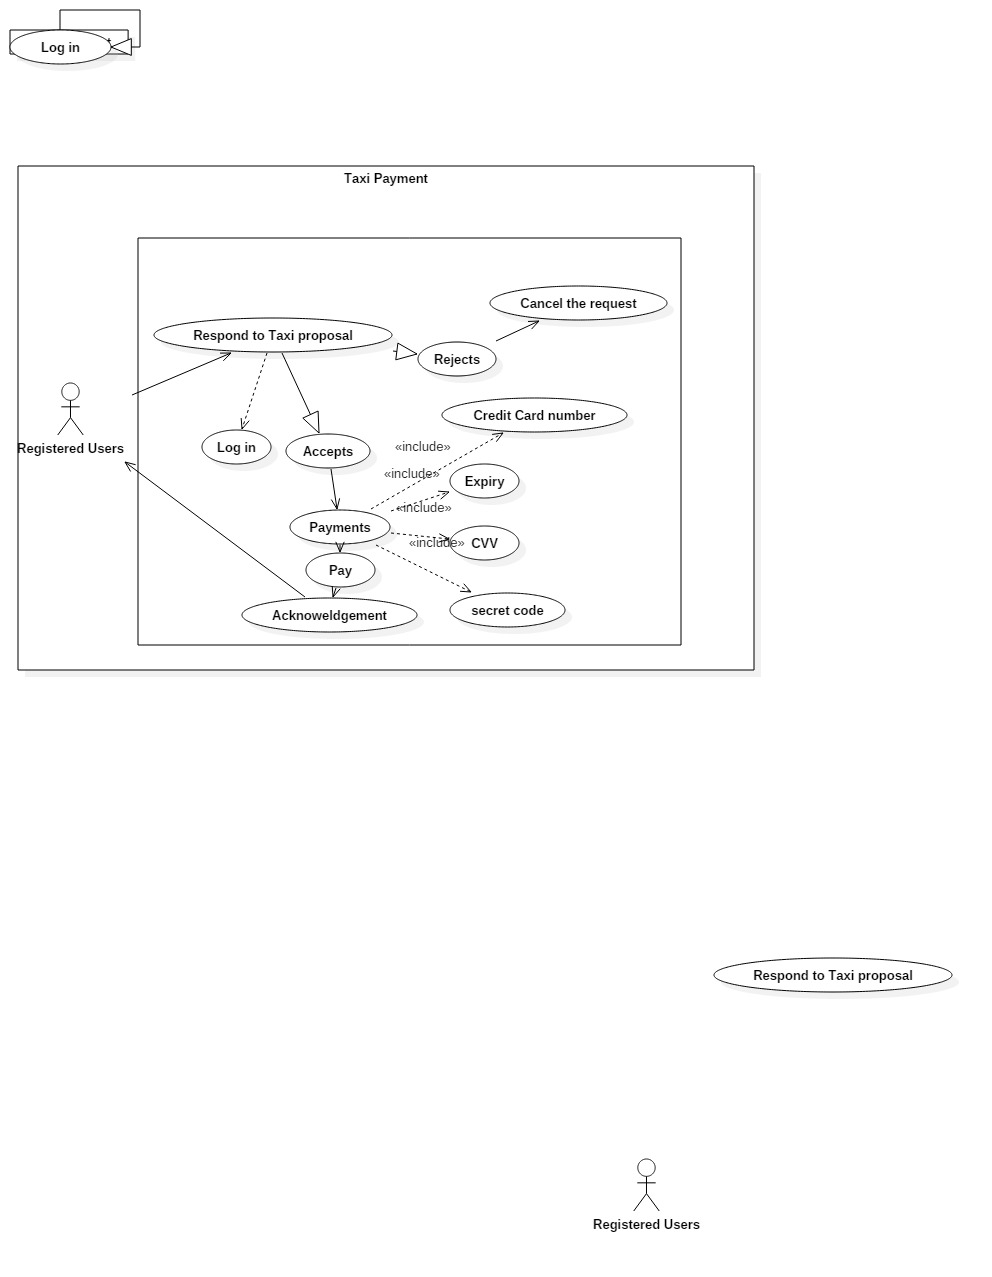 Log in
Taxi Payment
Cancel the request
Respond to Taxi proposal
Rejects
Credit Card number
Registered Users
Log in
Accepts
«include»
«include»
Expiry
«include»
Payments
«include»
CVV
Pay
Acknoweldgement
secret code
Respond to Taxi proposal
Registered Users